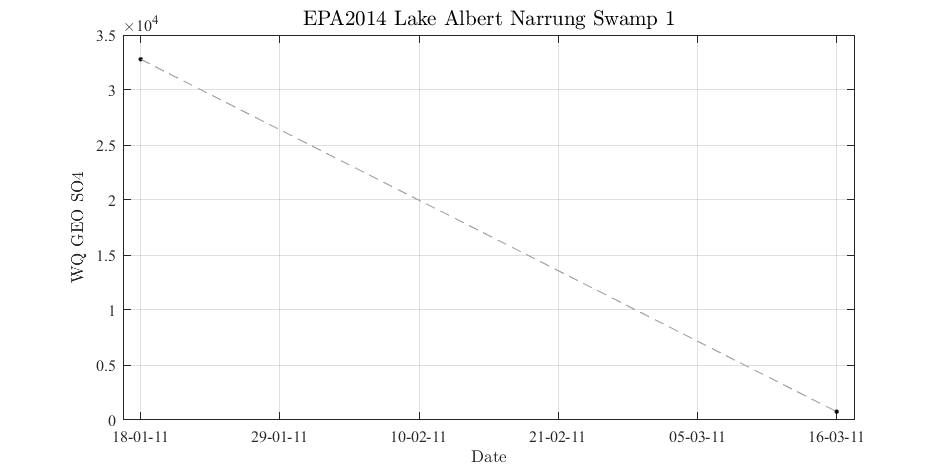 EPA2014 Lake Albert Narrung Swamp 1
×10⁴
3.5
3
2.5
2
1.5
1
0.5
0
WQ GEO SO4
18-01-11 29-01-11 10-02-11 21-02-11 05-03-11 16-03-11
Date